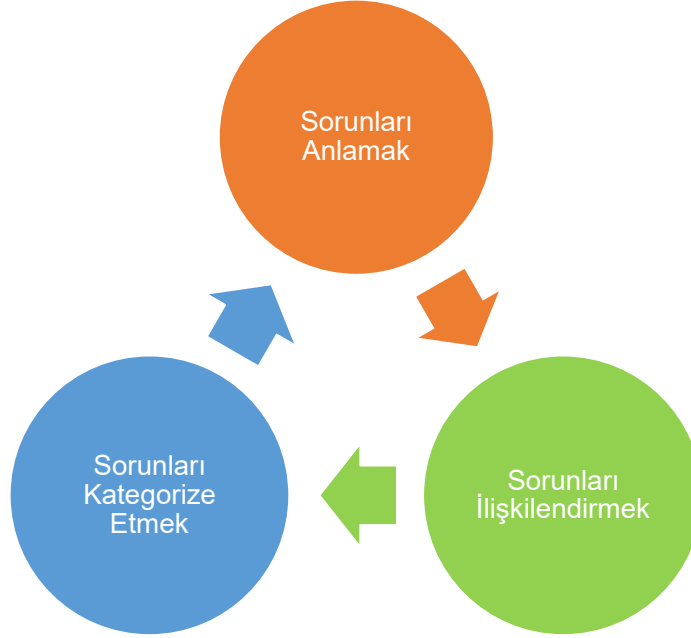 Sorunları
Anlamak
Sorunları
İlişkilendirmek
Sorunları
Kategorize
Etmek